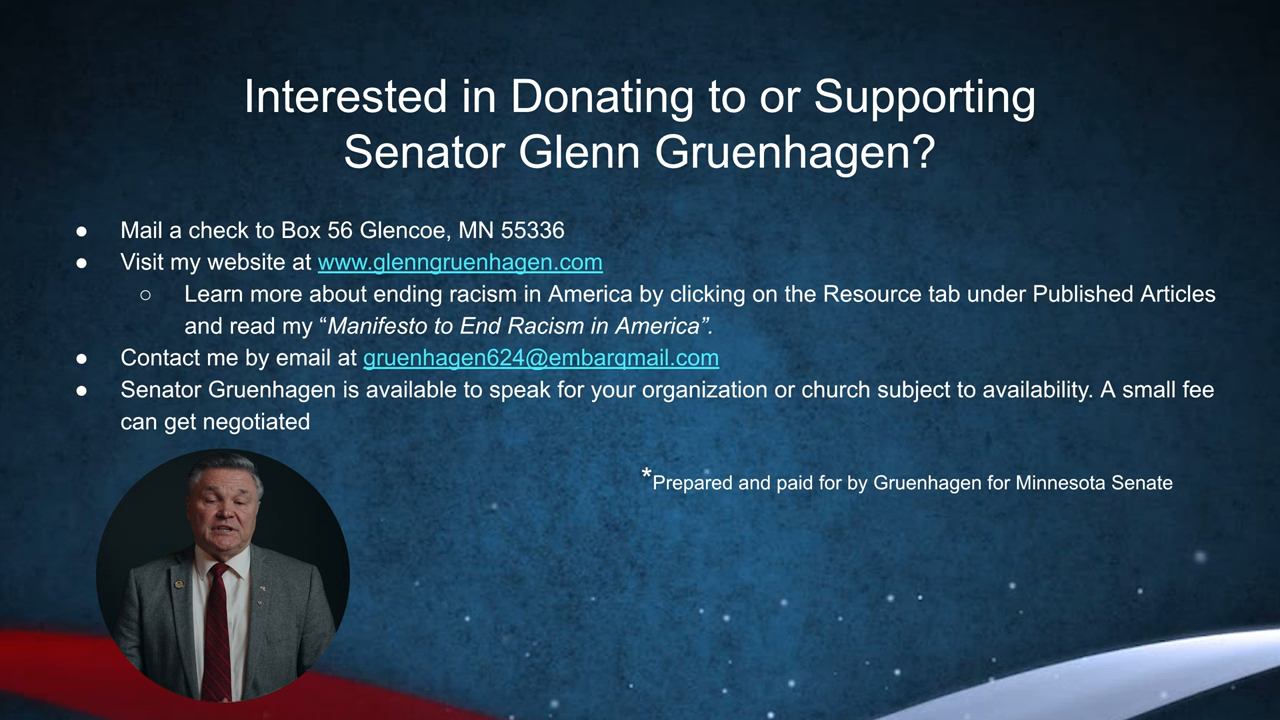 Interested in Donating to or Supporting
Senator Glenn Gruenhagen?
● Mail a check to Box 56 Glencoe, MN 55336
● Visit my website at www.glenngruenhagen.com
○ Learn more about ending racism in America by clicking on the Resource tab under Published Articles
and read my “Manifesto to End Racism in America”.
● Contact me by email at gruenhagen624@embarqmail.com
● Senator Gruenhagen is available to speak for your organization or church subject to availability. A small fee
can get negotiated
*Prepared and paid for by Gruenhagen for Minnesota Senate